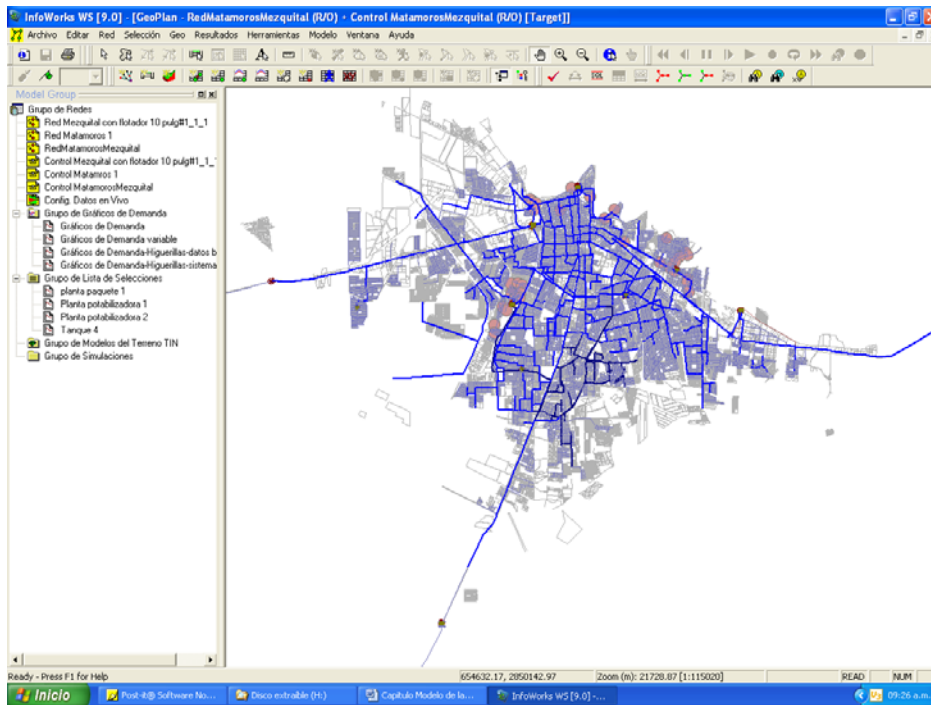 InfoWorks WS [9.0] - [GeoPlan - RedMatamorosMezquital (R/O) + Control MatamorosMezquital (R/O) [Target]]
Archivo Editar Red Selección Geo Resultados Herramientas Modelo Ventana Ayuda
Model Group
Grupo de Redes
Red Mezquital con flotador 10 pulg#1_1_1
Red Matamoros 1
RedMatamorosMezquital
Control Mezquital con flotador 10 pulg#1_1_
Control Matamros 1
Control MatamorosMezquital
Config. Datos en Vivo
Grupo de Gráficos de Demanda
Gráficos de Demanda
Gráficos de Demanda variable
Gráficos de Demanda-Higuerillas-datos b
Gráficos de Demanda-Higuerillas-sistema
Grupo de Lista de Selecciones
planta paquete 1
Planta potabilizadora 1
Planta potabilizadora 2
Tanque 4
Grupo de Modelos del Terreno TIN
Grupo de Simulaciones
Ready - Press F1 for Help
654632.17, 2850142.97
Zoom (m): 21728.87 [1:115020]
READ
NUM
Inicio
Post-it® Software No...
Disco extraible (H:)
Capitulo Modelo de la...
InfoWorks WS [9.0] -...
09:26 a.m.